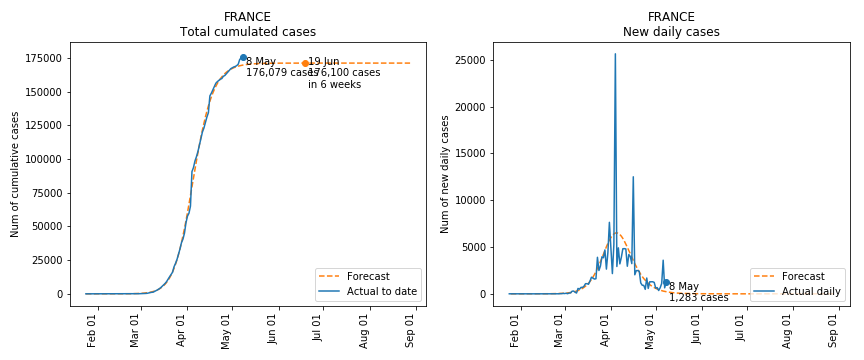 FRANCE
Total cumulated cases
Num of cumulative cases
175000
150000
125000
100000
75000
50000
25000
0
8 May
176,079 cases
19 Jun
176,100 cases
in 6 weeks
Forecast
Actual to date
Feb 01
Mar 01
Apr 01
May 01
Jun 01
Jul 01
Aug 01
Sep 01
FRANCE
New daily cases
Num of new daily cases
25000
20000
15000
10000
5000
0
8 May
1,283 cases
Forecast
Actual daily
Feb 01
Mar 01
Apr 01
May 01
Jun 01
Jul 01
Aug 01
Sep 01